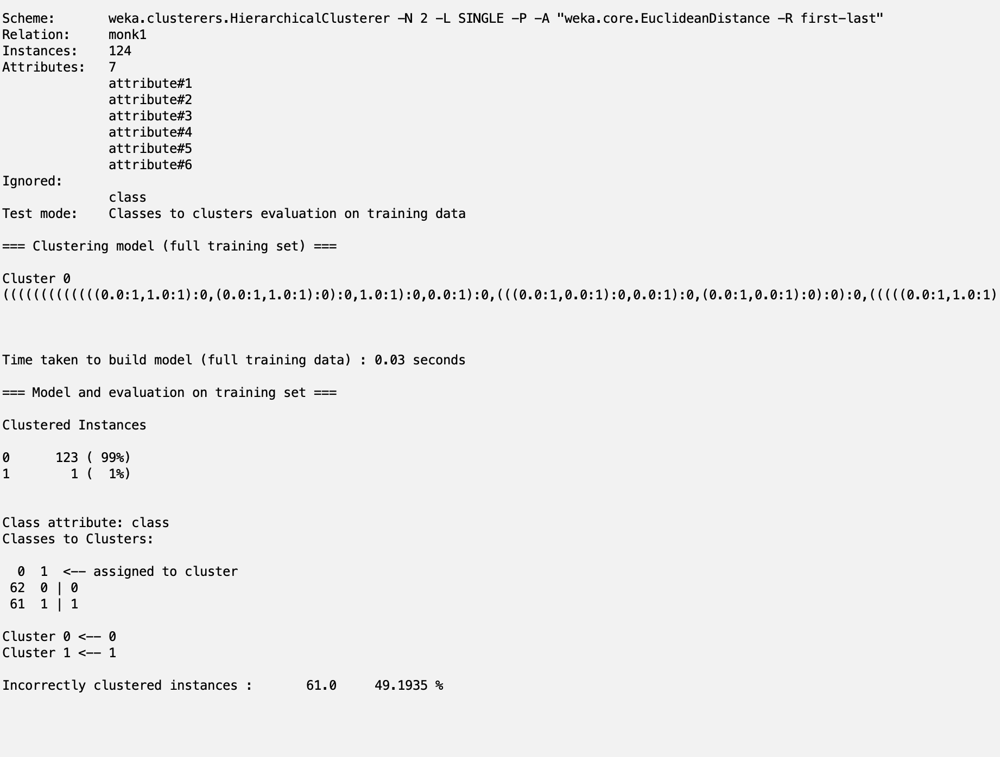 Scheme:       weka.clusterers.HierarchicalClusterer -N 2 -L SINGLE -P -A "weka.core.EuclideanDistance -R first-last"
Relation:     monk1
Instances:    124
Attributes:   7
              attribute#1
              attribute#2
              attribute#3
              attribute#4
              attribute#5
              attribute#6
Ignored:
              class
Test mode:    Classes to clusters evaluation on training data
=== Clustering model (full training set) ===
Cluster 0
(((((((((((((0.0:1,1.0:1):0,(0.0:1,1.0:1):0):0,1.0:1):0,0.0:1):0,(((0.0:1,0.0:1):0,0.0:1):0,(0.0:1,0.0:1):0):0):0,(((((0.0:1,1.0:1)
Time taken to build model (full training data) : 0.03 seconds
=== Model and evaluation on training set ===
Clustered Instances
0      123 ( 99%)
1        1 (  1%)
Class attribute: class
Classes to Clusters:
  0  1  <-- assigned to cluster
 62  0 | 0
 61  1 | 1
Cluster 0 <-- 0
Cluster 1 <-- 1
Incorrectly clustered instances :       61.0     49.1935 %